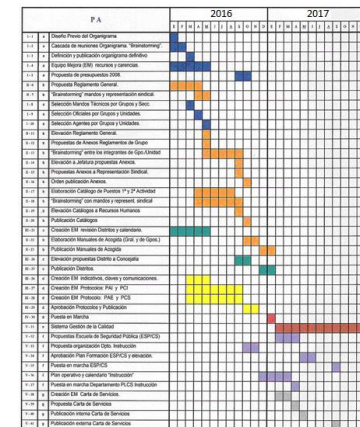 P A
2016
2017
E F M A M J J A S O N D E F M A M J J A S
a Diseño Previo del Organigrama
a Cascada de reuniones Organigrama. "Brainstorming".
a Definición y publicación organigrama definitivo
a Equipo Mejora (EM) recursos y carencias.
a Propuesta de presupuestos 2006.
a Propuesta Reglamento General.
a "Brainstorming" mandos y representación sindical.
a Selección Mandos Técnicos por Grupos y Secc.
a Selección Oficiales por Grupos y Unidades.
a Selección Agentes por Grupos y Unidades.
a Elevación Reglamento General.
a Propuestas de Anexos Reglamentos de Grupo
a "Brainstorming" entre los integrantes de Gpo./Unidad
a Elevación a Jefatura propuestas Anexos.
a Propuestas Anexos a Representación Sindical.
a Orden publicación Anexos.
Elaboración Catálogo de Puestos 1ª y 2ª Actividad
"Brainstorming" con mandos y represent. sindical
Elevación Catálogos a Recursos Humanos
Publicación Catálogos
Creación EM revisión Distritos y calendario.
Elaboración Manuales de Acogida (Gral. y de Gpos.)
Publicación Manuales de Acogida
Elevación propuestas Distrito a Concejalía
Publicación Distritos.
Creación EM indicativos, claves y comunicaciones.
Creación EM Protocolos: PAI y PCI
Creación EM Protocolo: PAE y PCS
Aprobación Protocolos y Publicación
Puesta en Marcha
Sistema Gestión de la Calidad
Propuestas Escuela de Seguridad Pública (ESP/CS)
Propuesta organización Dpto. Instrucción
Aprobación Plan Formación ESP/CS y elevación.
Puesta en marcha ESP/CS
Plan operativo y calendario "Instrucción"
Puesta en marcha Departamento PLCS Instrucción
Creación EM Carta de Servicios.
Propuesta Carta de Servicios
Publicación interna Carta de Servicios
Publicación externa Carta de Servicios